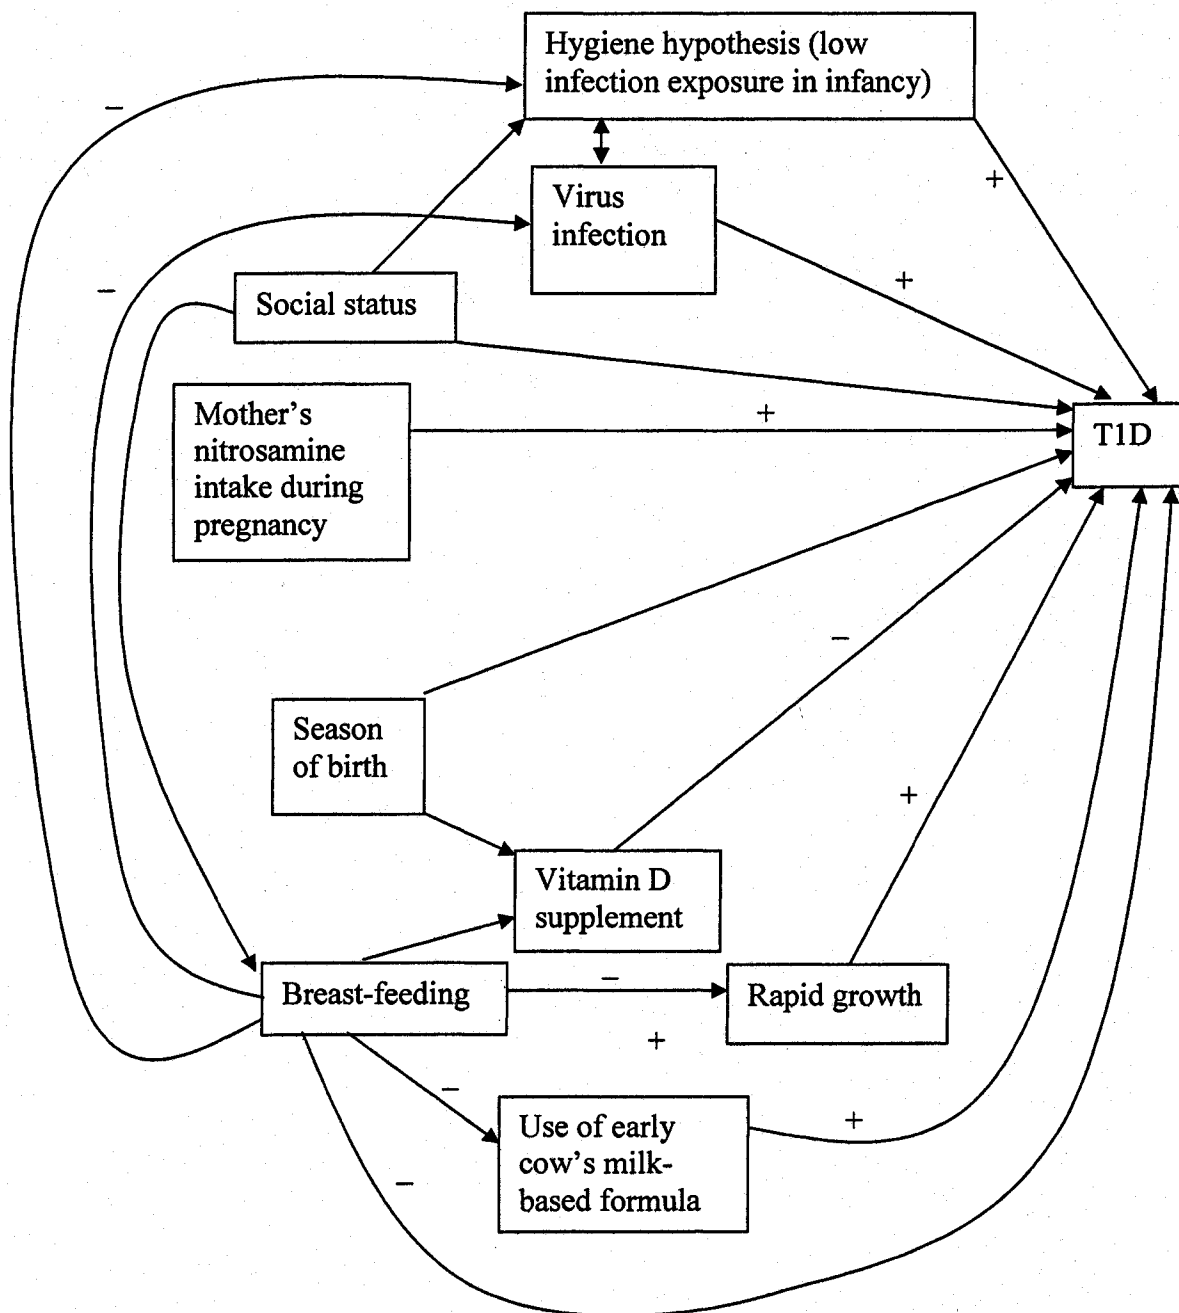 Hygiene hypothesis (low
infection exposure in infancy)
–
+
Virus
infection
–
+
Social status
Mother’s
nitrosamine
intake during
pregnancy
+
T1D
–
Season
of birth
+
Vitamin D
supplement
Breast-feeding
–
Rapid growth
+
–
Use of early
cow’s milk-
based formula
+
–